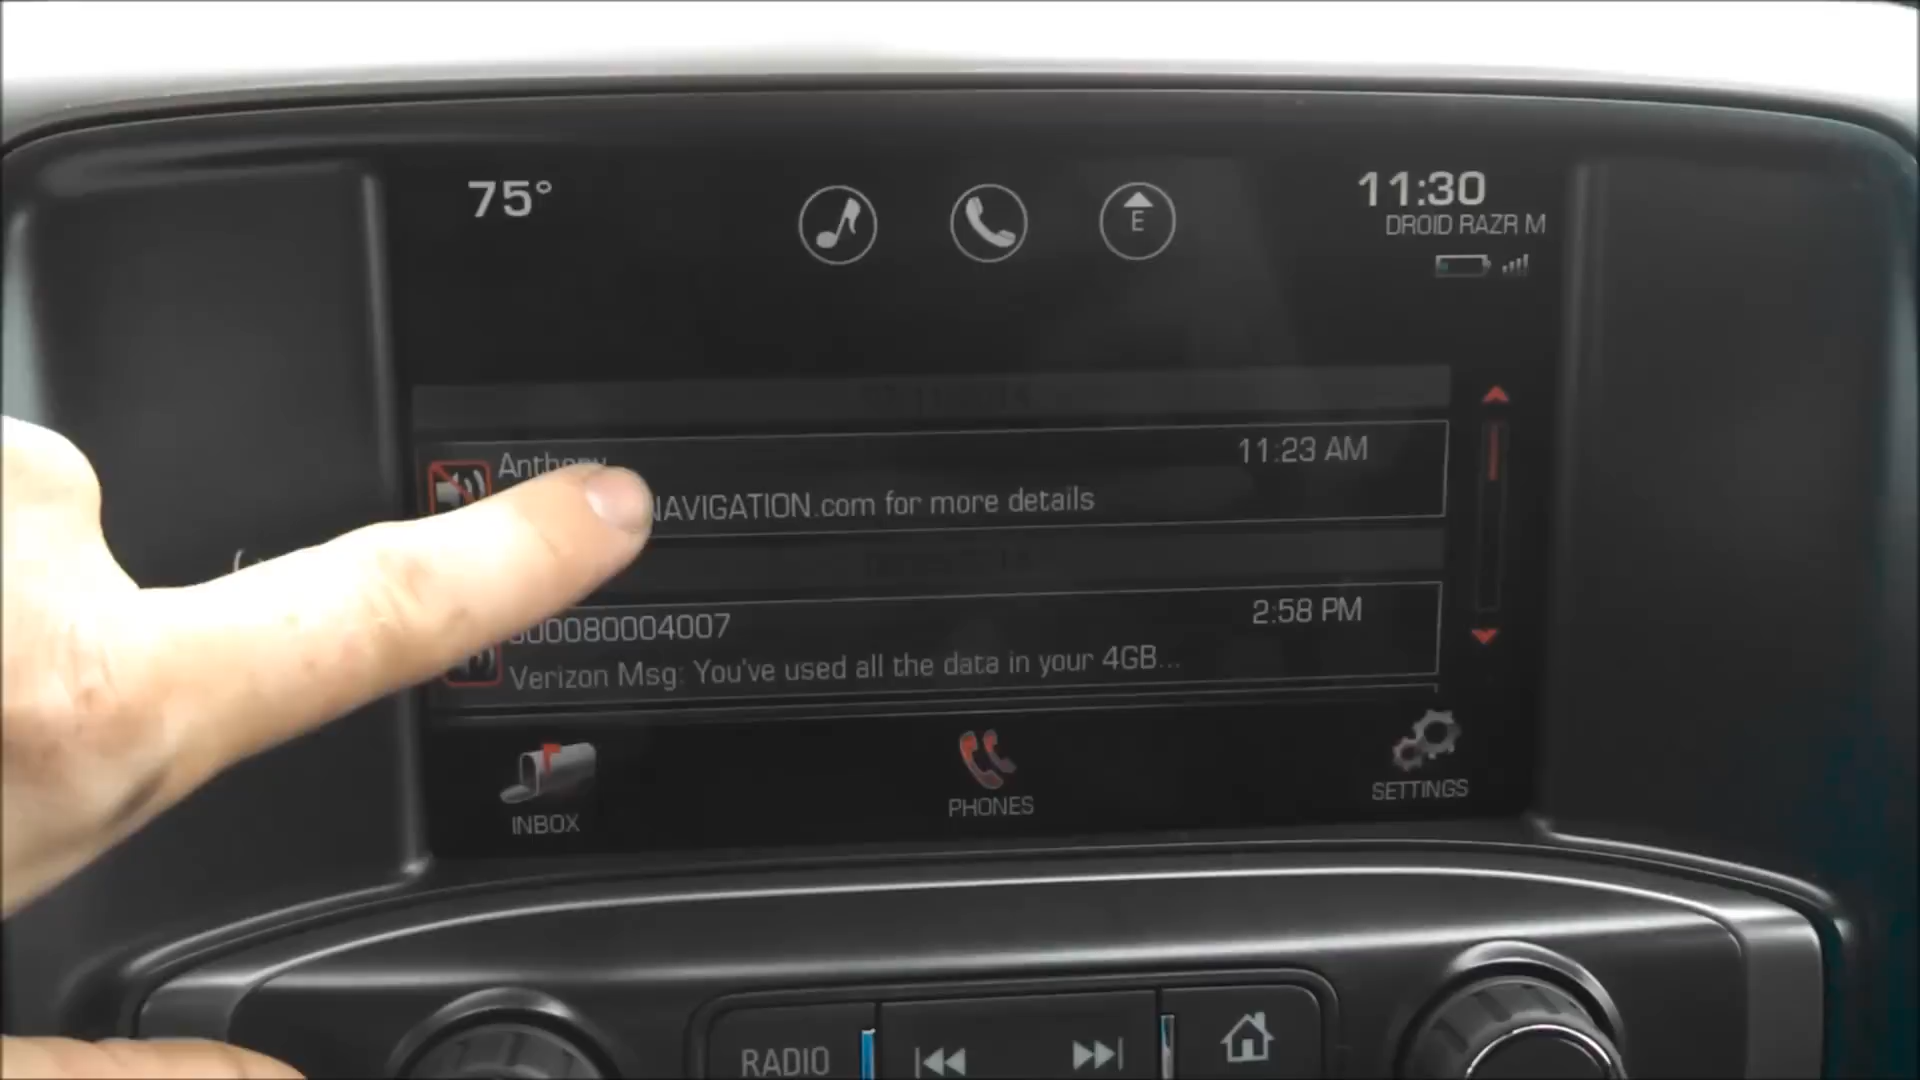 75°
E
11:30
DROID RAZR M
11:23 AM
NAVIGATION.com for more details
2:58 PM
Verizon Msg: You've used all the data in your 4GB...
INBOX
PHONES
SETTINGS
RADIO